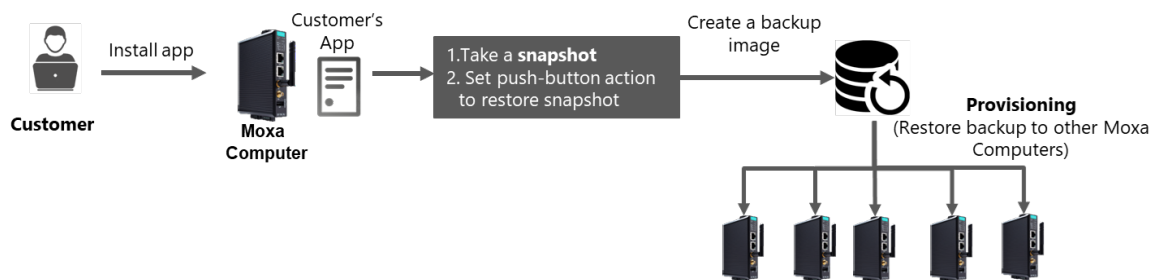 Customer
Install app
Moxa
Computer
Customer's
App
1.Take a snapshot
2. Set push-button action
to restore snapshot
Create a backup
image
Provisioning
(Restore backup to other Moxa
Computers)